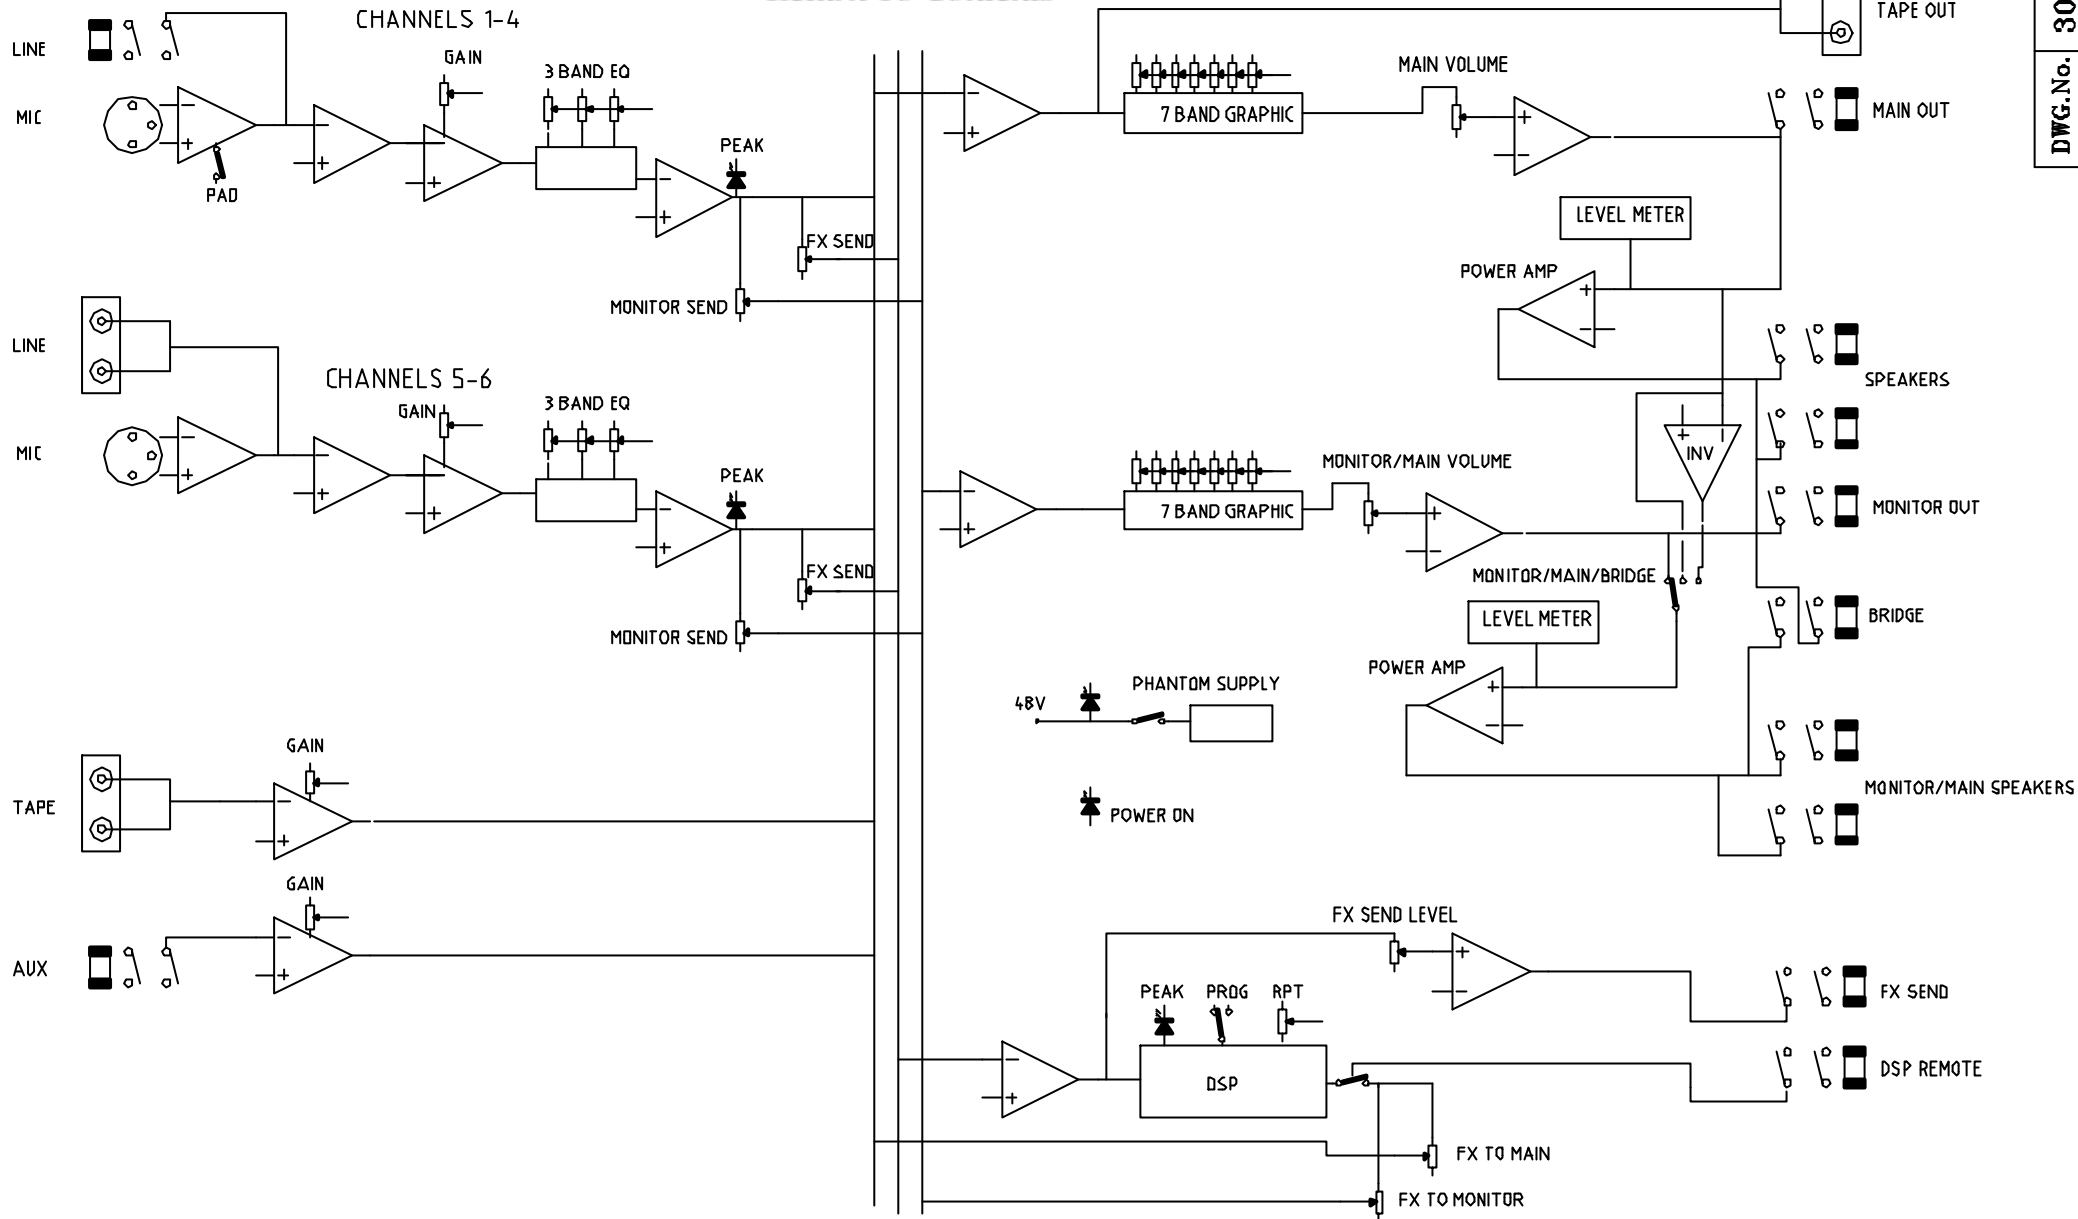 CHANNELS 1-4
TAPE OUT
DWG.No. 30
LINE
GAIN
3 BAND EQ
MAIN VOLUME
MIC
7 BAND GRAPHIC
MAIN OUT
PEAK
PAD
LEVEL METER
FX SEND
POWER AMP
MONITOR SEND
LINE
CHANNELS 5-6
SPEAKERS
GAIN
3 BAND EQ
MIC
INV
MONITOR/MAIN VOLUME
PEAK
7 BAND GRAPHIC
MONITOR OUT
FX SEND
MONITOR/MAIN/BRIDGE
BRIDGE
LEVEL METER
MONITOR SEND
POWER AMP
PHANTOM SUPPLY
48V
GAIN
MONITOR/MAIN SPEAKERS
TAPE
POWER ON
GAIN
FX SEND LEVEL
AUX
PEAK
PROG
RPT
FX SEND
DSP
DSP REMOTE
FX TO MAIN
FX TO MONITOR